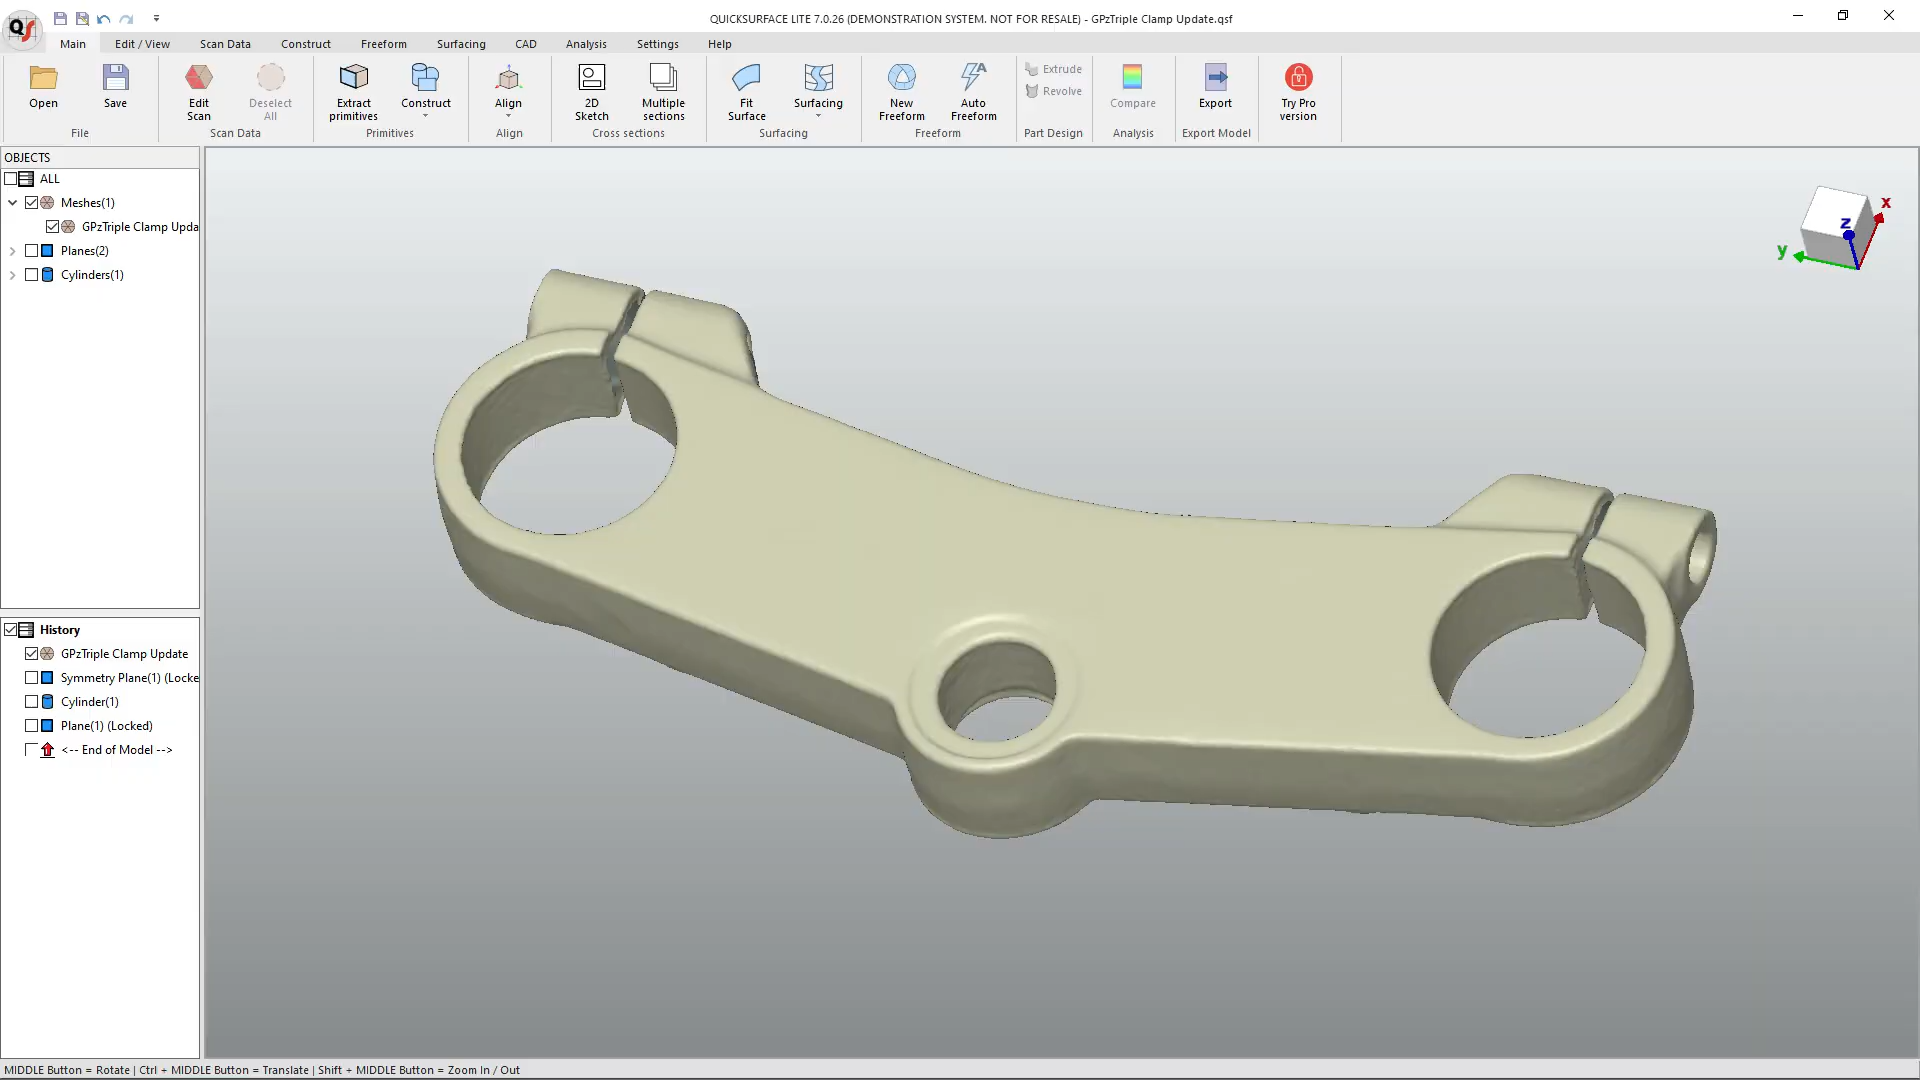 QUICKSURFACE LITE 7.0.26 (DEMONSTRATION SYSTEM. NOT FOR RESALE) - GPzTriple Clamp Update.qsf
QS
Main Edit / View Scan Data Construct Freeform Surfacing CAD Analysis Settings Help
Open
Save
File
Edit Scan
Deselect All
Scan Data
Extract primitives
Construct
Primitives
Align
Align
2D Sketch
Multiple sections
Cross sections
Fit Surface
Surfacing
Surfacing
New Freeform
Auto Freeform
Freeform
Extrude
Revolve
Part Design
Compare
Analysis
Export
Export Model
Try Pro version
OBJECTS
ALL
Meshes(1)
GPzTriple Clamp Upda
Planes(2)
Cylinders(1)
x
z
y
History
GPzTriple Clamp Update
Symmetry Plane(1) (Locke
Cylinder(1)
Plane(1) (Locked)
<-- End of Model -->
MIDDLE Button = Rotate | Ctrl + MIDDLE Button = Translate | Shift + MIDDLE Button = Zoom In / Out